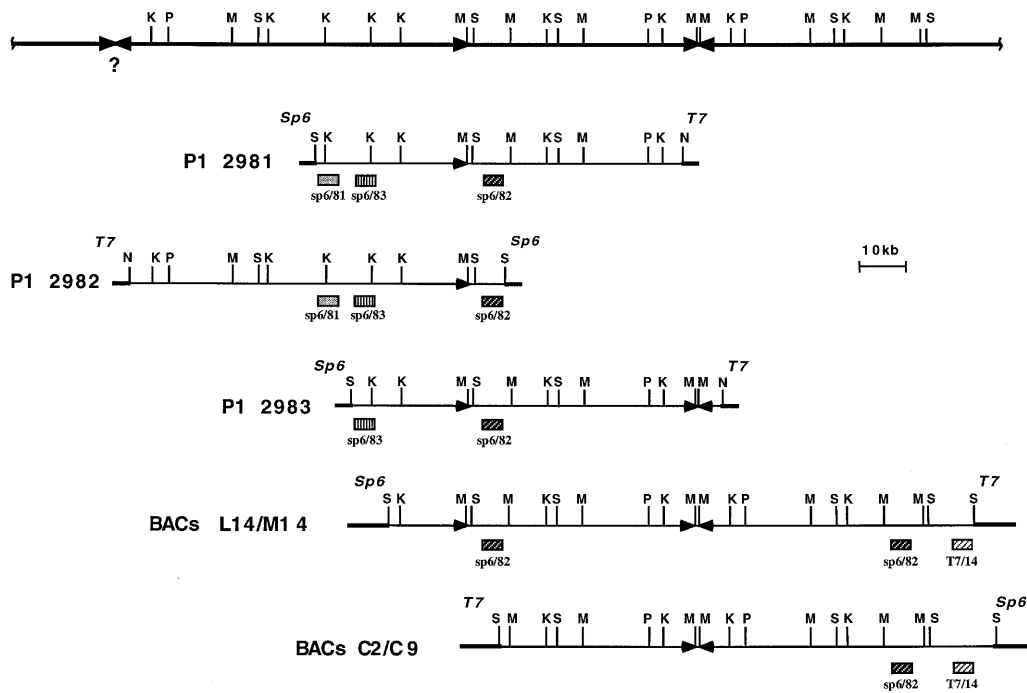 K P M S K K K K M S M K S M P K M M K P M S K M M S
?
Sp6 T7
S K K K M S M K S M P K N
P1 2981
sp6/81 sp6/83 sp6/82
T7 Sp6
N K P M S K K K K M S S
P1 2982
10kb
sp6/81 sp6/83 sp6/82
Sp6 T7
S K K M S M K S M P K M M N
P1 2983
sp6/83 sp6/82
Sp6 T7
S K M S M K S M P K M M K P M S K M M S S
BACs L14/M14
sp6/82 sp6/82 T7/14
T7 Sp6
S M K S M P K M M K P M S K M M S S
BACs C2/C9
sp6/82 T7/14